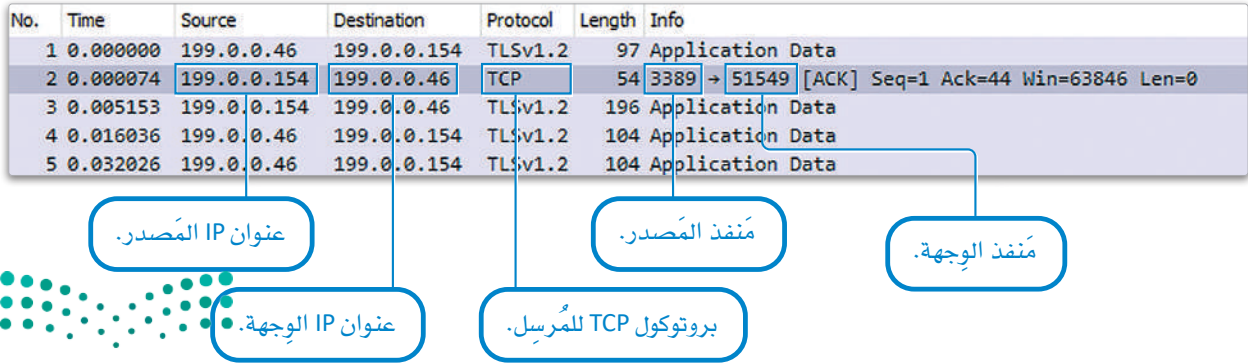 No. Time Source Destination Protocol Length Info
1 0.000000 199.0.0.46 199.0.0.154 TLSv1.2 97 Application Data
2 0.000074 199.0.0.154 199.0.0.46 TCP 54 3389 → 51549 [ACK] Seq=1 Ack=44 Win=63846 Len=0
3 0.005153 199.0.0.154 199.0.0.46 TLSv1.2 196 Application Data
4 0.016036 199.0.0.46 199.0.0.154 TLSv1.2 104 Application Data
5 0.032026 199.0.0.46 199.0.0.154 TLSv1.2 104 Application Data
مَنفذ الوِجهة.
مَنفذ المَصدر.
عنوان IP المَصدر.
بروتوكول TCP للمُرسِل.
عنوان IP الوِجهة.